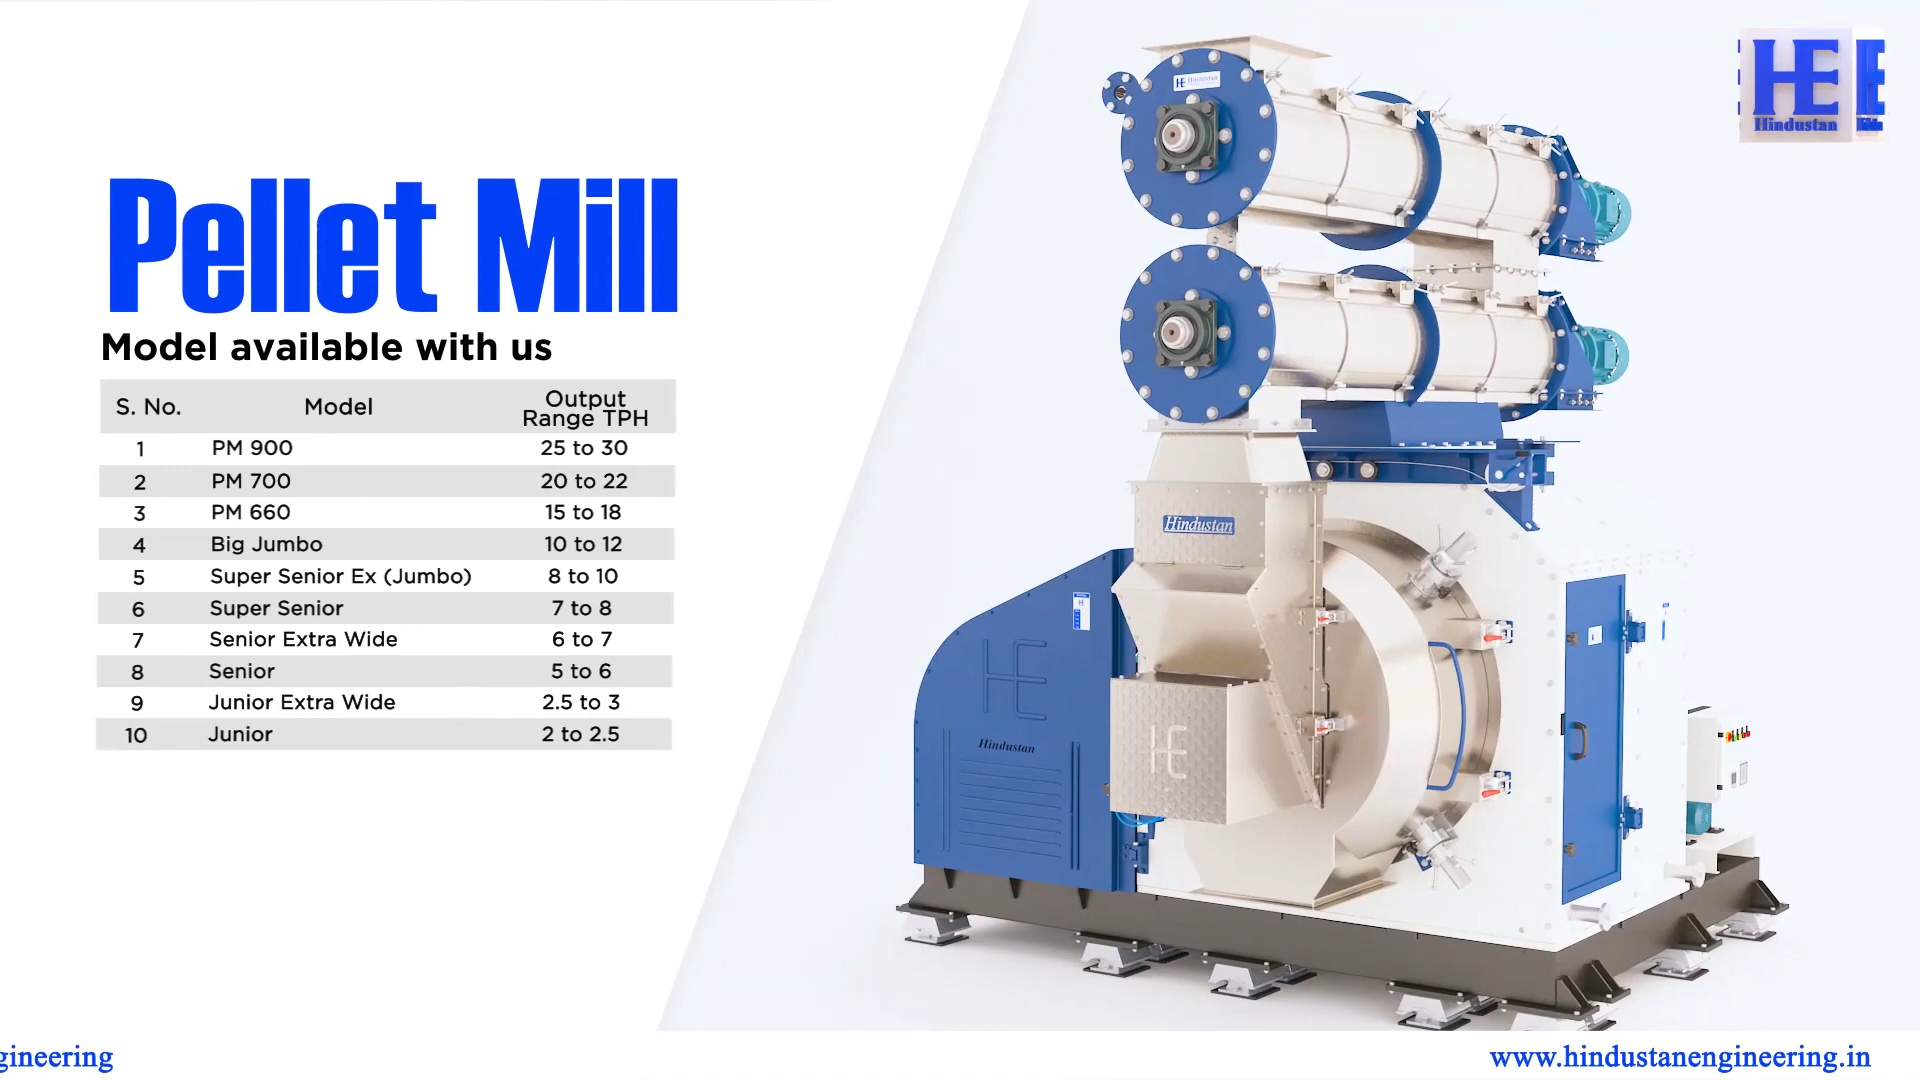 Hindustan
Hindustan
Pellet Mill
Model available with us
S. No. Model Output Range TPH
1 PM 900 25 to 30
2 PM 700 20 to 22
3 PM 660 15 to 18
4 Big Jumbo 10 to 12
5 Super Senior Ex (Jumbo) 8 to 10
6 Super Senior 7 to 8
7 Senior Extra Wide 6 to 7
8 Senior 5 to 6
9 Junior Extra Wide 2.5 to 3
10 Junior 2 to 2.5
Hindustan
HE
HE
Hindustan
gineering
www.hindustanengineering.in